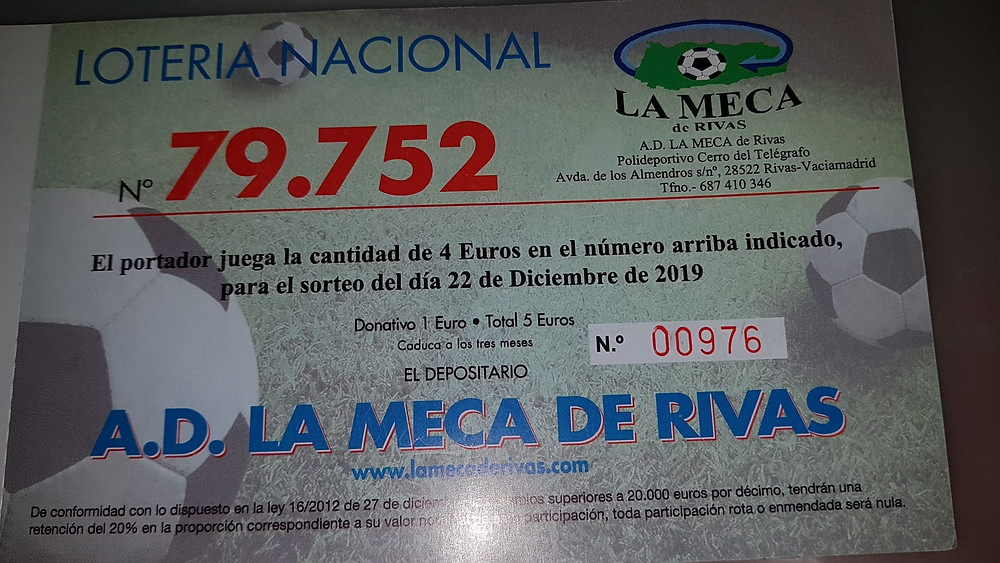 LOTERIA NACIONAL
LA MECA
de RIVAS
A.D. LA MECA de Rivas
Polideportivo Cerro del Telégrafo
Avda. de los Almendros s/nº, 28522 Rivas-Vaciamadrid
Tfno.- 687 410 346
Nº 79.752
El portador juega la cantidad de 4 Euros en el número arriba indicado,
para el sorteo del día 22 de Diciembre de 2019
Donativo 1 Euro • Total 5 Euros
Caduca a los tres meses
N.º 00976
EL DEPOSITARIO
A.D. LA MECA DE RIVAS
www.lamecaderivas.com
De conformidad con lo dispuesto en la ley 16/2012 de 27 de superiores a 20.000 euros por décimo, tendrán una
retención del 20% en la proporción correspondiente a su valor participación, toda participación rota o enmendada será nula.